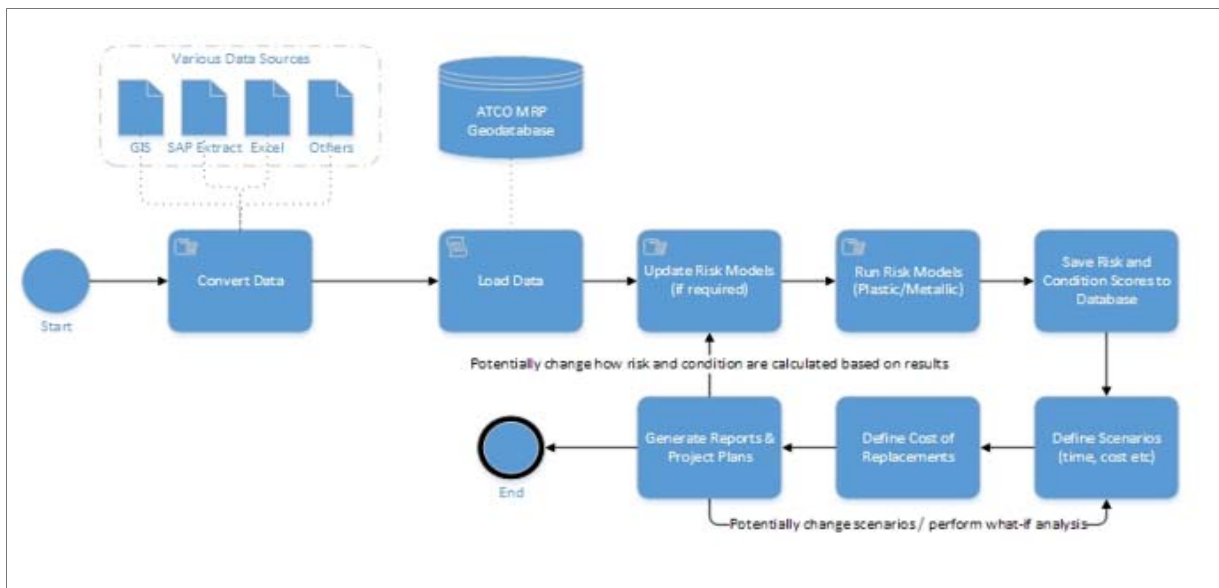 Various Data Sources
GIS
SAP Extract
Excel
Others
ATCO MRP
Geodatabase
Start
Convert Data
Load Data
Update Risk Models
(if required)
Run Risk Models
(Plastic/Metallic)
Save Risk and
Condition Scores to
Database
Potentially change how risk and condition are calculated based on results
End
Generate Reports &
Project Plans
Define Cost of
Replacements
Define Scenarios
(time, cost etc)
Potentially change scenarios / perform what-if analysis